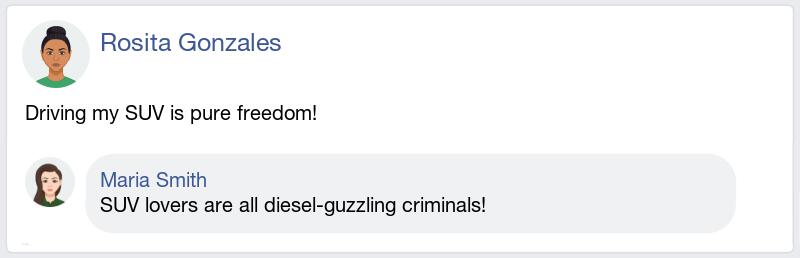 Rosita Gonzales
Driving my SUV is pure freedom!
Maria Smith
SUV lovers are all diesel-guzzling criminals!